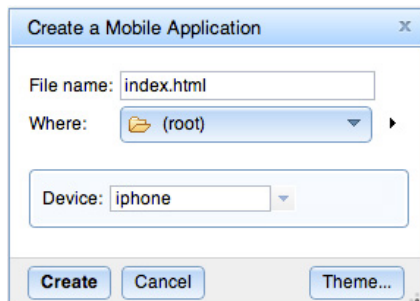 Create a Mobile Application x
File name: index.html
Where: (root)
Device: iphone
Create Cancel Theme...